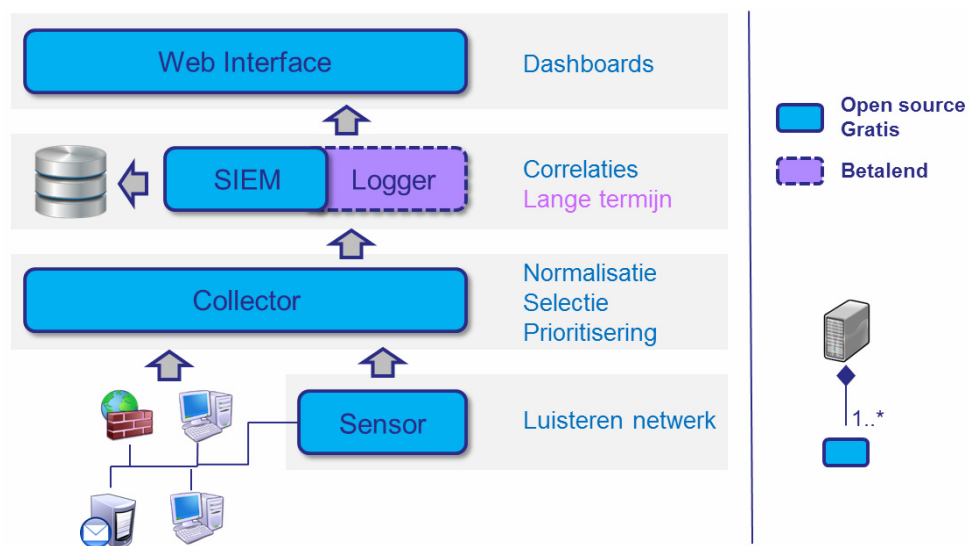 Web Interface
Dashboards
SIEM
Logger
Correlaties
Lange termijn
Collector
Normalisatie
Selectie
Prioritisering
Sensor
Luisteren netwerk
Open source
Gratis
Betalend
1..*